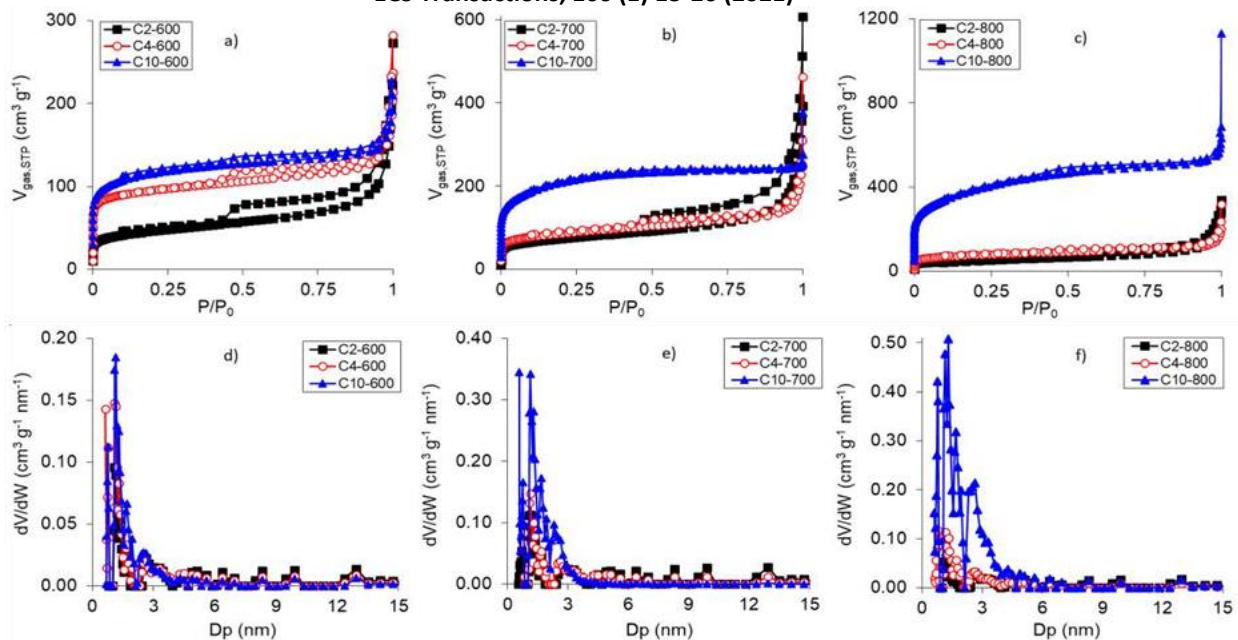 C2-600
C4-600
C10-600
a)
300
200
100
0
V gas,STP (cm³ g⁻¹)
0 0.25 0.5 0.75 1
P/P₀
C2-700
C4-700
C10-700
b)
600
400
200
0
V gas,STP (cm³ g⁻¹)
0 0.25 0.5 0.75 1
P/P₀
C2-800
C4-800
C10-800
c)
1200
800
400
0
V gas,STP (cm³ g⁻¹)
0 0.25 0.5 0.75 1
P/P₀
d)
C2-600
C4-600
C10-600
0.20
0.15
0.10
0.05
0.00
dV/dW (cm³ g⁻¹ nm⁻¹)
0 3 6 9 12 15
Dp (nm)
e)
C2-700
C4-700
C10-700
0.40
0.30
0.20
0.10
0.00
dV/dW (cm³ g⁻¹ nm⁻¹)
0 3 6 9 12 15
Dp (nm)
f)
C2-800
C4-800
C10-800
0.50
0.40
0.30
0.20
0.10
0.00
dV/dW (cm³ g⁻¹ nm⁻¹)
0 3 6 9 12 15
Dp (nm)